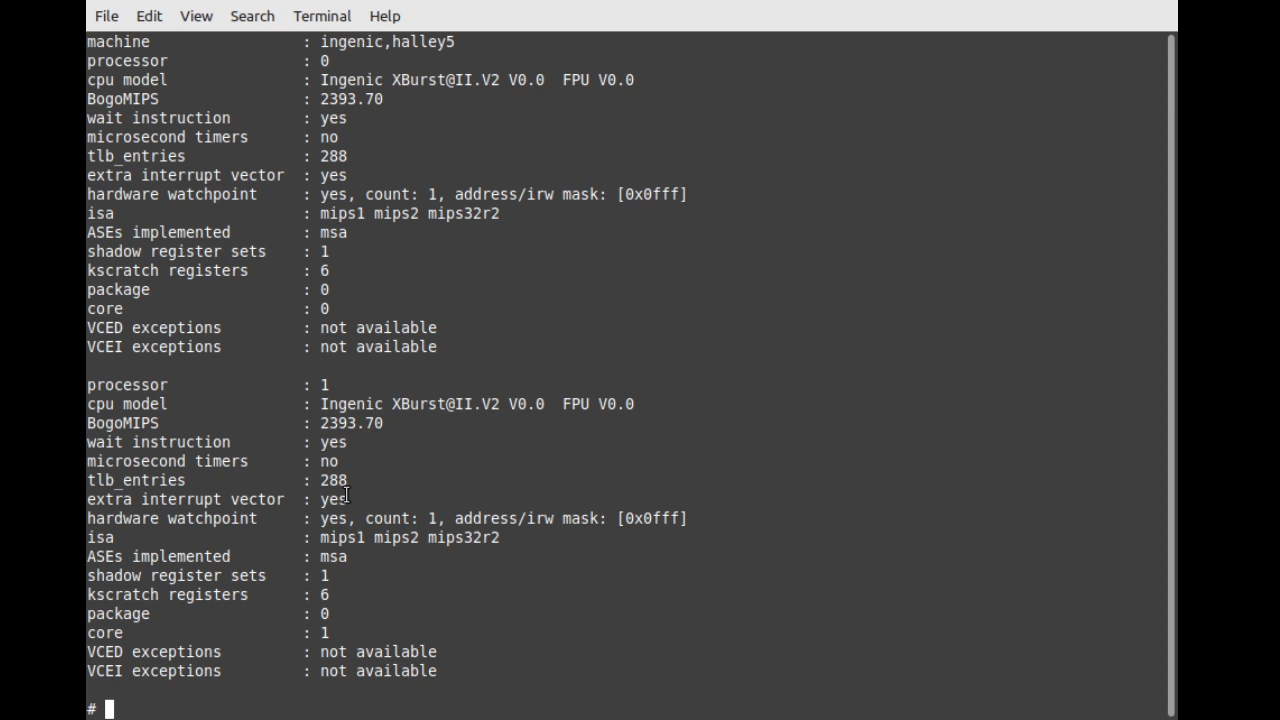 File Edit View Search Terminal Help
machine : ingenic,halley5
processor : 0
cpu model : Ingenic XBurst@II.V2 V0.0  FPU V0.0
BogoMIPS : 2393.70
wait instruction : yes
microsecond timers : no
tlb_entries : 288
extra interrupt vector : yes
hardware watchpoint : yes, count: 1, address/irw mask: [0x0fff]
isa : mips1 mips2 mips32r2
ASEs implemented : msa
shadow register sets : 1
kscratch registers : 6
package : 0
core : 0
VCED exceptions : not available
VCEI exceptions : not available
processor : 1
cpu model : Ingenic XBurst@II.V2 V0.0  FPU V0.0
BogoMIPS : 2393.70
wait instruction : yes
microsecond timers : no
tlb_entries : 288
extra interrupt vector : yes
hardware watchpoint : yes, count: 1, address/irw mask: [0x0fff]
isa : mips1 mips2 mips32r2
ASEs implemented : msa
shadow register sets : 1
kscratch registers : 6
package : 0
core : 1
VCED exceptions : not available
VCEI exceptions : not available
#